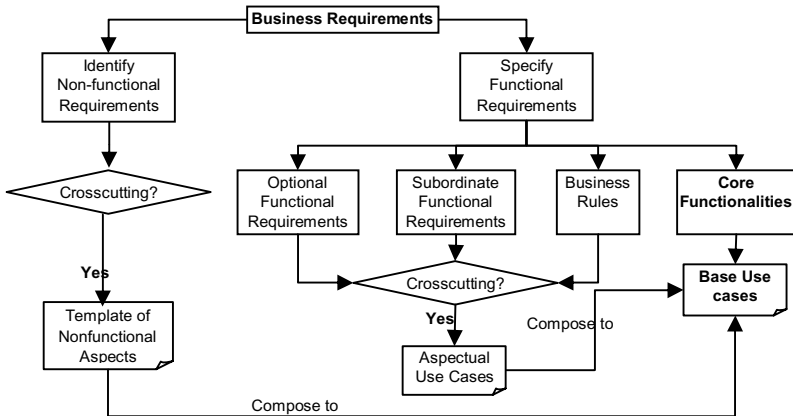 Business Requirements
Identify
Non-functional
Requirements
Specify
Functional
Requirements
Crosscutting?
Optional
Functional
Requirements
Subordinate
Functional
Requirements
Business
Rules
Core
Functionalities
Yes
Crosscutting?
Base Use
cases
Template of
Nonfunctional
Aspects
Yes
Compose to
Aspectual
Use Cases
Compose to